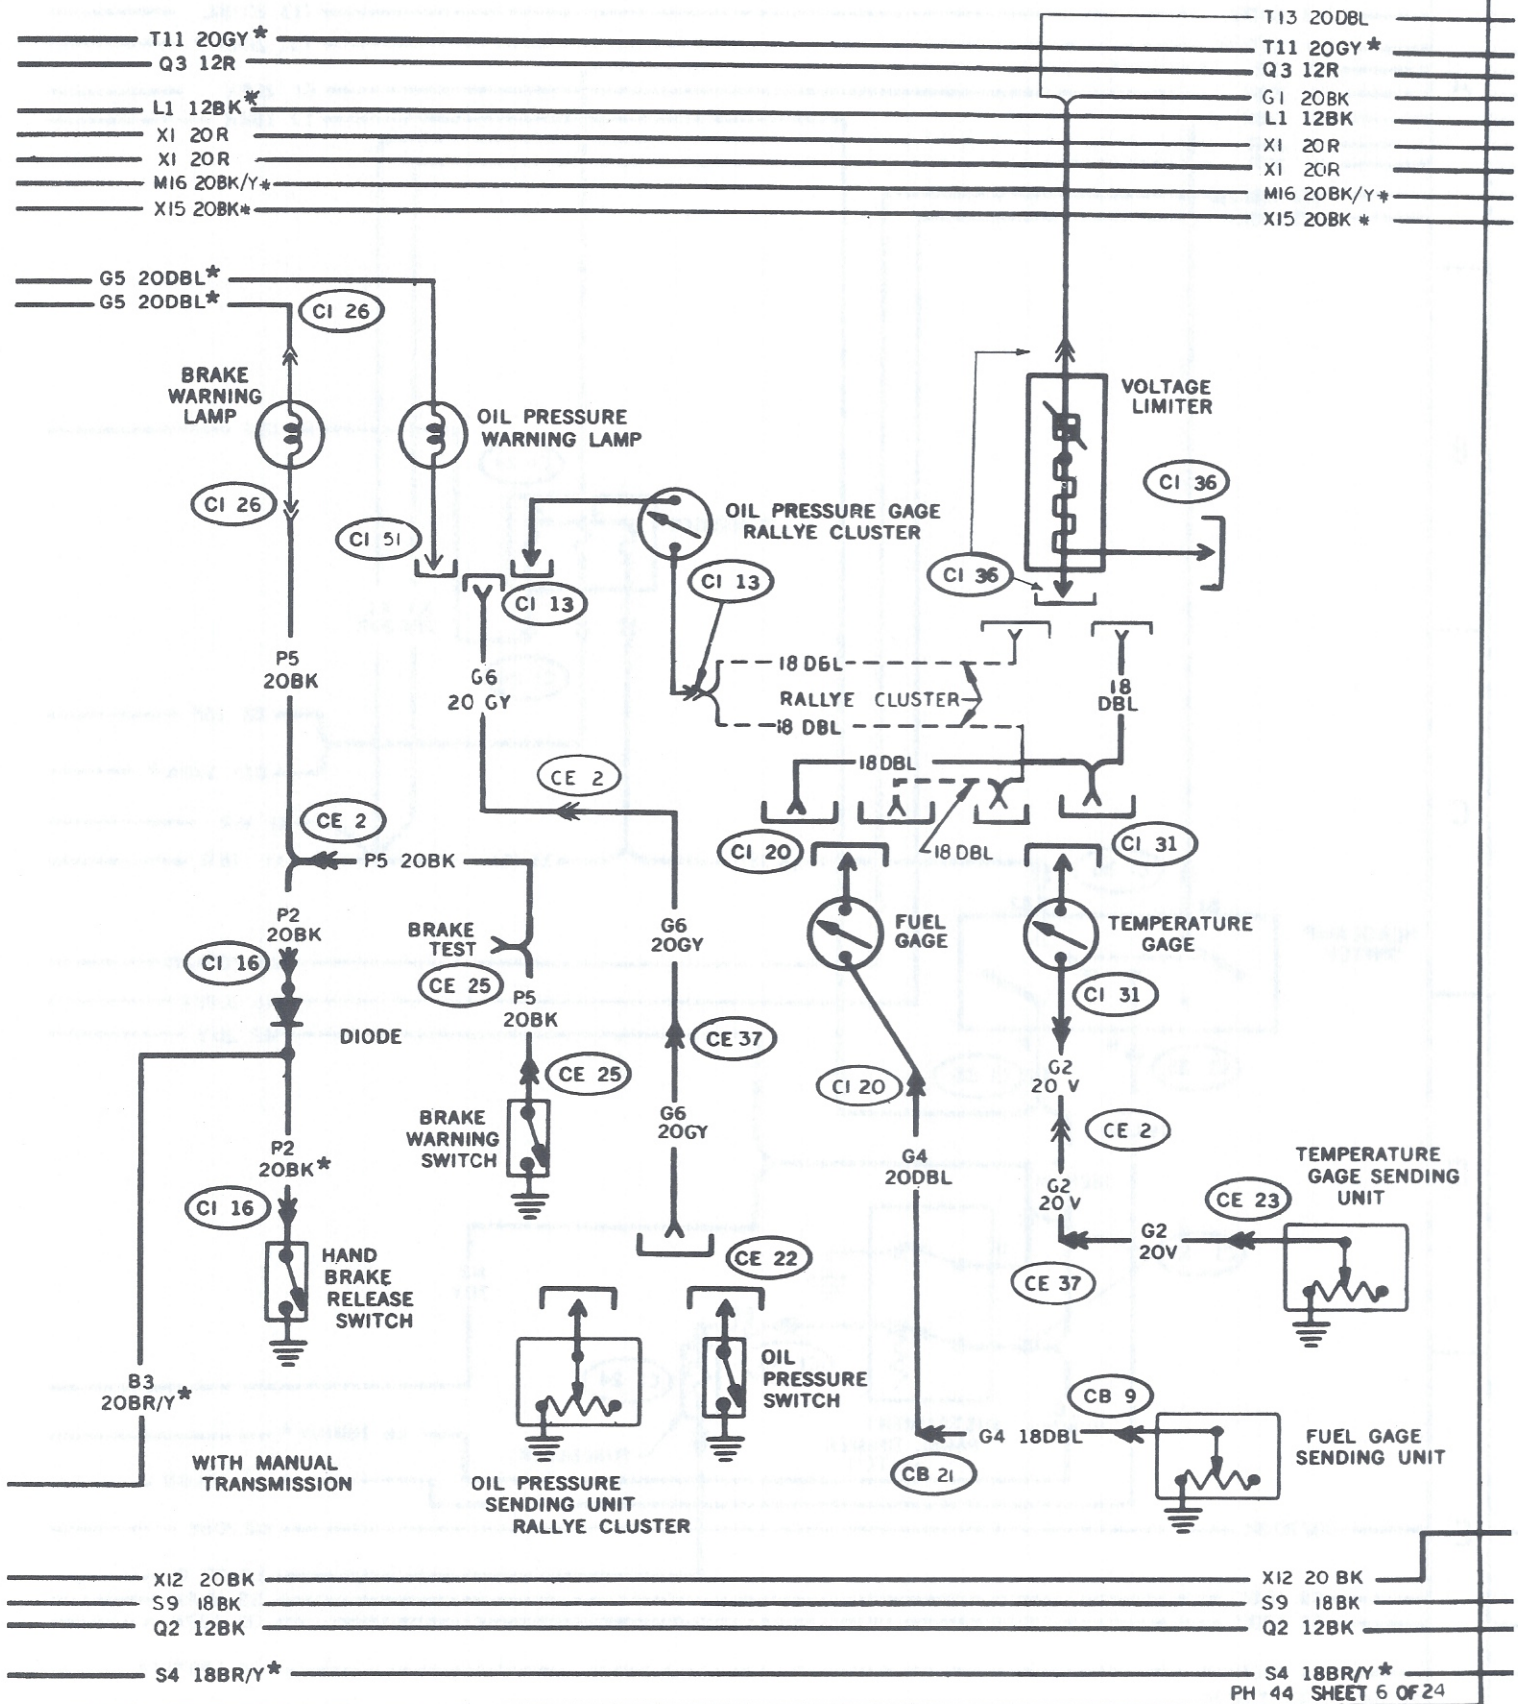 T13 20DBL
T11 20GY* T11 20GY*
Q3 12R Q3 12R
G1 20BK
L1 12BK* L1 12BK
X1 20R X1 20R
X1 20R X1 20R
M16 20BK/Y* M16 20BK/Y*
X15 20BK* X15 20BK*
G5 20DBL*
G5 20DBL*
CI 26
BRAKE
WARNING
LAMP
OIL PRESSURE
WARNING LAMP
VOLTAGE
LIMITER
CI 26
CI 36
CI 51
OIL PRESSURE GAGE
RALLYE CLUSTER
CI 13
CI 13
CI 36
P5
20BK
G6
20 GY
18 DBL
RALLYE CLUSTER
18 DBL
18
DBL
CE 2
18DBL
CE 2
P5 20BK
CI 20
18 DBL
CI 31
P2
20BK
BRAKE
TEST
G6
20GY
FUEL
GAGE
TEMPERATURE
GAGE
CI 16
CE 25
P5
20BK
CI 31
DIODE
CE 37
CE 25
CI 20
G2
20 V
BRAKE
WARNING
SWITCH
G6
20GY
CE 2
P2
20BK*
G4
20DBL
TEMPERATURE
GAGE SENDING
UNIT
CI 16
G2
20V
CE 23
G2
20V
HAND
BRAKE
RELEASE
SWITCH
CE 22
CE 37
B3
20BR/Y*
OIL
PRESSURE
SWITCH
CB 9
G4 18DBL
FUEL GAGE
SENDING UNIT
WITH MANUAL
TRANSMISSION
CB 21
OIL PRESSURE
SENDING UNIT
RALLYE CLUSTER
X12 20BK X12 20 BK
S9 18BK S9 18BK
Q2 12BK Q2 12BK
S4 18BR/Y* S4 18BR/Y*
PH 44 SHEET 6 OF 24